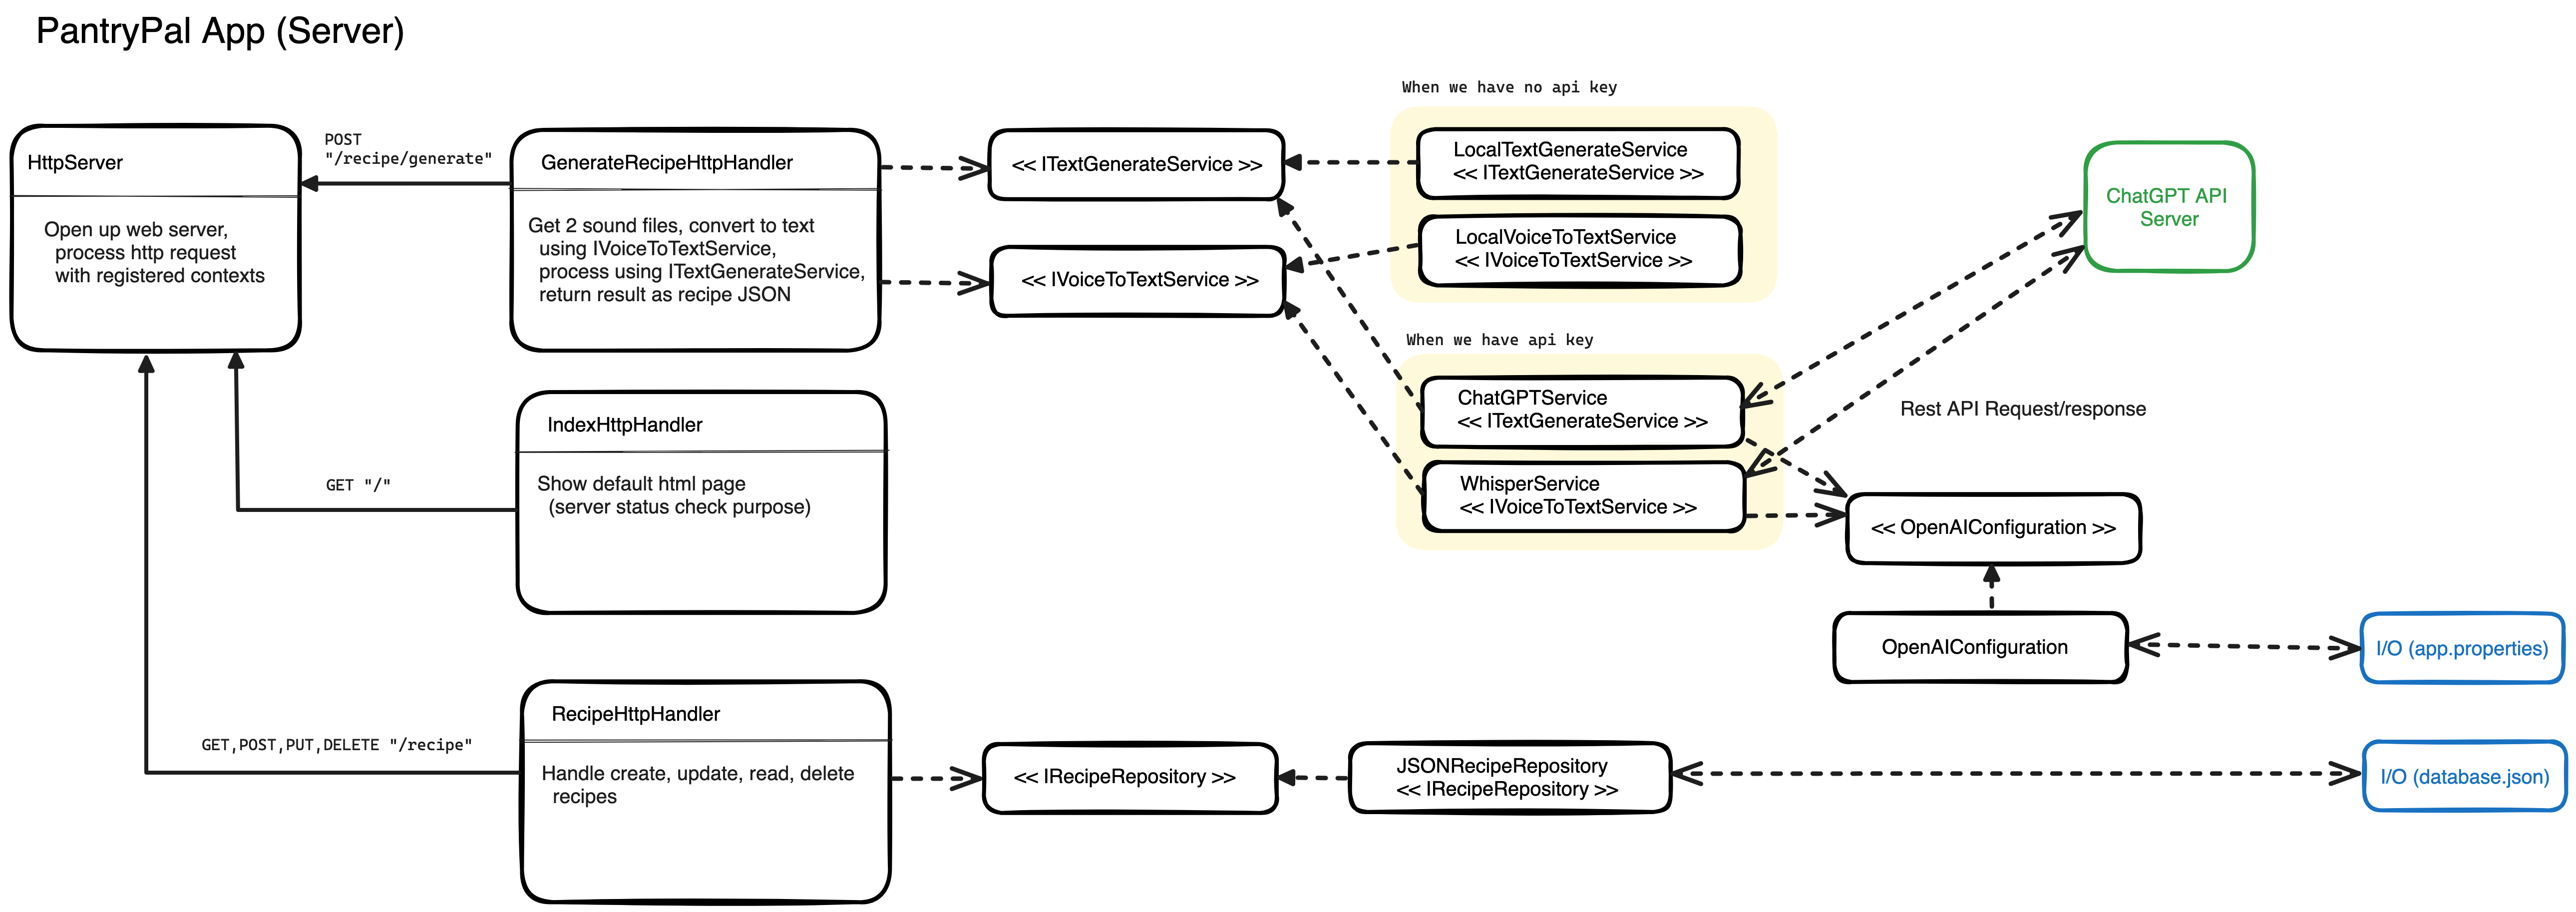 PantryPal App (Server)
HttpServer
Open up web server,
process http request
with registered contexts
POST
"/recipe/generate"
GenerateRecipeHttpHandler
Get 2 sound files, convert to text
using IVoiceToTextService,
process using ITextGenerateService,
return result as recipe JSON
<< ITextGenerateService >>
<< IVoiceToTextService >>
When we have no api key
LocalTextGenerateService
<< ITextGenerateService >>
LocalVoiceToTextService
<< IVoiceToTextService >>
When we have api key
ChatGPTService
<< ITextGenerateService >>
WhisperService
<< IVoiceToTextService >>
ChatGPT API
Server
Rest API Request/response
<< OpenAIConfiguration >>
OpenAIConfiguration
I/O (app.properties)
GET "/"
IndexHttpHandler
Show default html page
(server status check purpose)
GET,POST,PUT,DELETE "/recipe"
RecipeHttpHandler
Handle create, update, read, delete
recipes
<< IRecipeRepository >>
JSONRecipeRepository
<< IRecipeRepository >>
I/O (database.json)